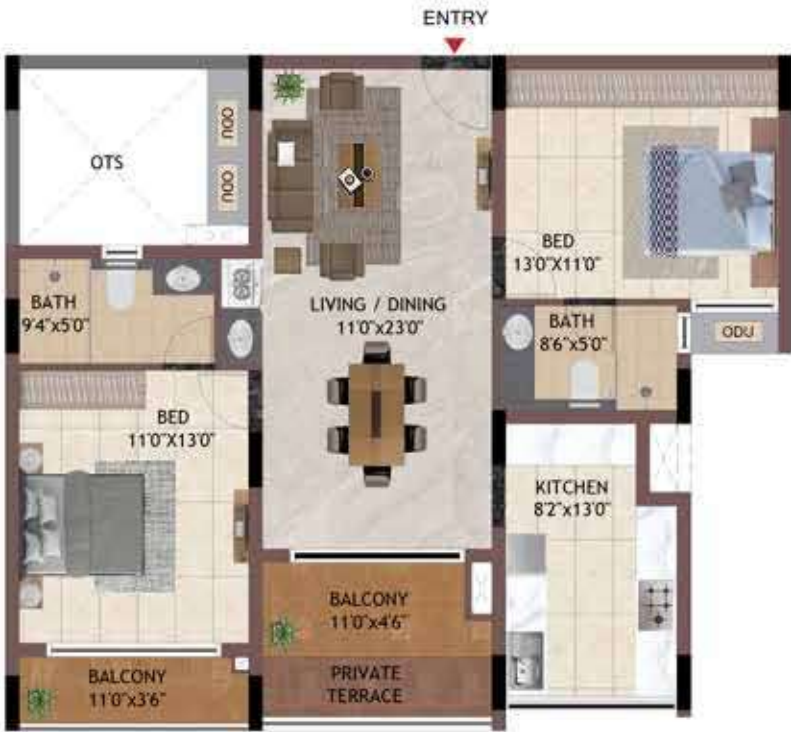 ENTRY
ODU
ODU
OTS
BED
13'0"X11'0"
BATH
9'4"x5'0"
LIVING / DINING
11'0"x23'0"
BATH
8'6"x5'0"
ODU
BED
11'0"X13'0"
KITCHEN
8'2"x13'0"
BALCONY
11'0"x4'6"
BALCONY
11'0"x3'6"
PRIVATE
TERRACE